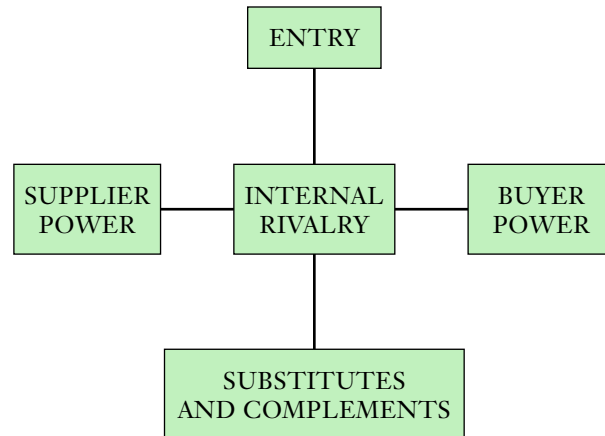 ENTRY
SUPPLIER
POWER
INTERNAL
RIVALRY
BUYER
POWER
SUBSTITUTES
AND COMPLEMENTS